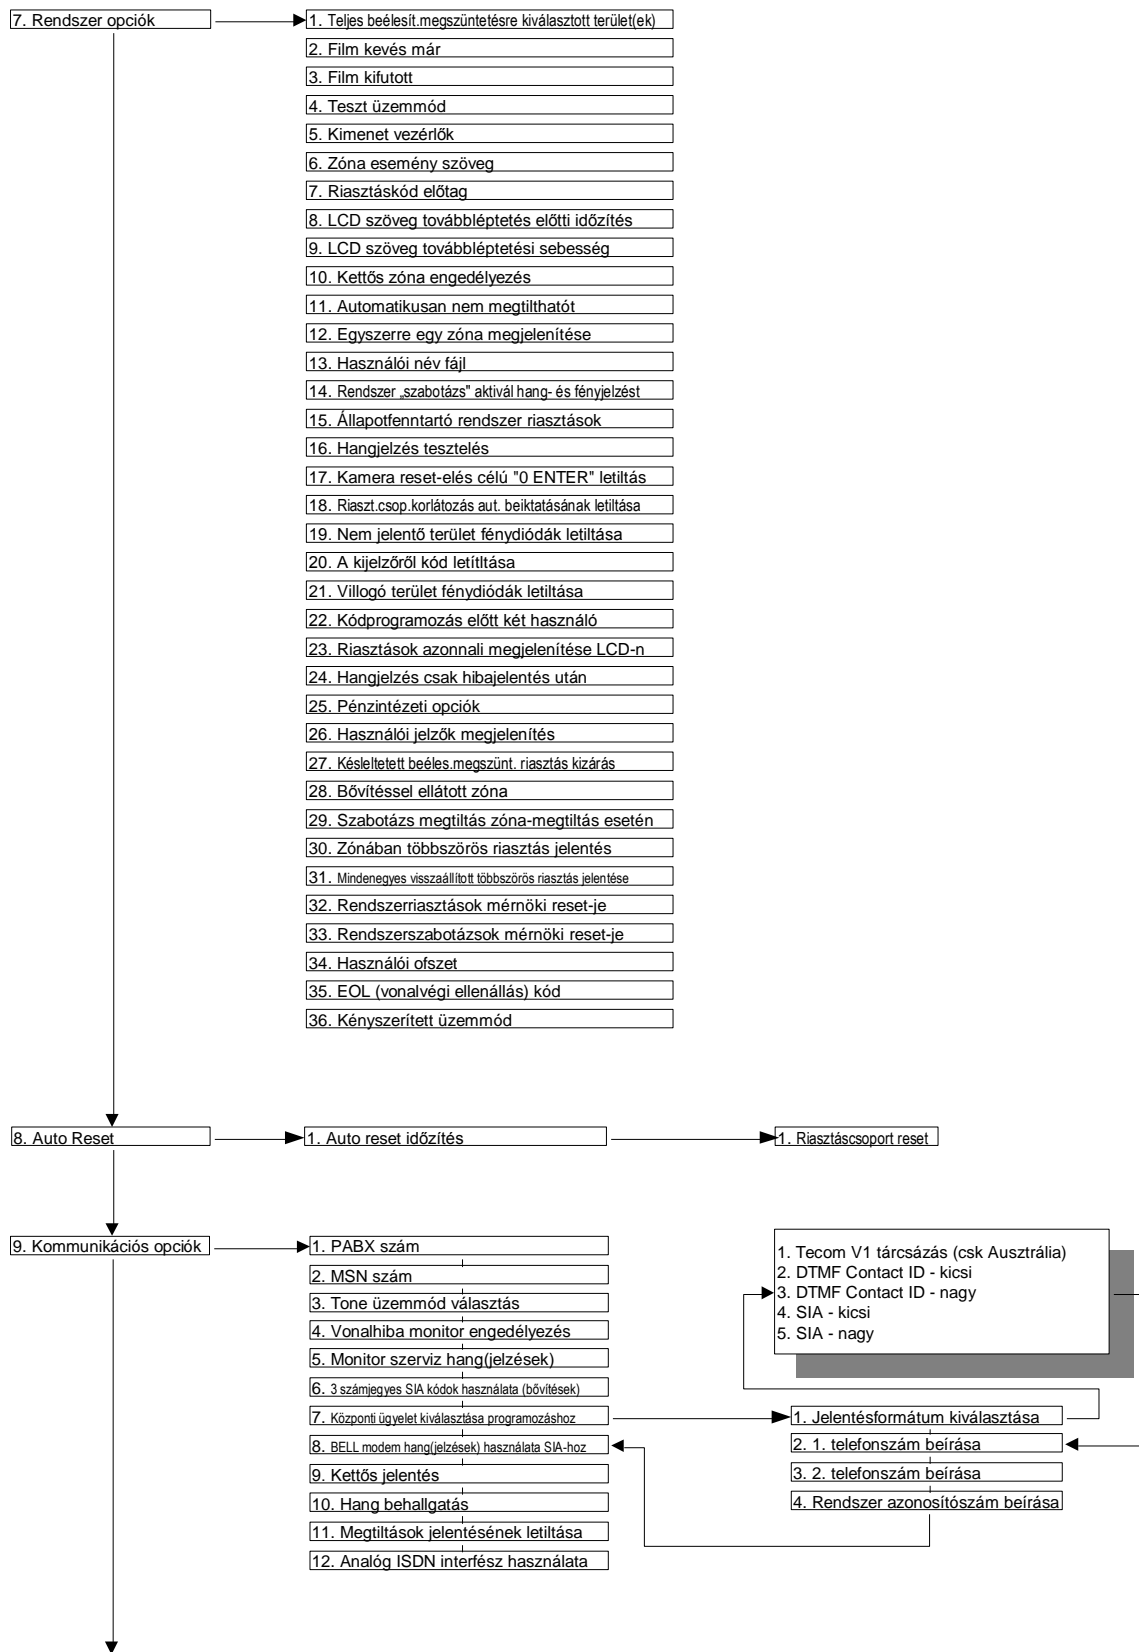 7. Rendszer opciók
1. Teljes beélesít.megszüntetésre kiválasztott terület(ek)
2. Film kevés már
3. Film kifutott
4. Teszt üzemmód
5. Kimenet vezérlők
6. Zóna esemény szöveg
7. Riasztáskód előtag
8. LCD szöveg továbbléptetés előtti időzítés
9. LCD szöveg továbbléptetési sebesség
10. Kettős zóna engedélyezés
11. Automatikusan nem megtilthatót
12. Egyszerre egy zóna megjelenítése
13. Használói név fájl
14. Rendszer „szabotázs" aktivál hang- és fényjelzést
15. Állapotfenntartó rendszer riasztások
16. Hangjelzés tesztelés
17. Kamera reset-elés célú "0 ENTER" letiltás
18. Riaszt.csop.korlátozás aut. beiktatásának letiltása
19. Nem jelentő terület fénydiódák letiltása
20. A kijelzőről kód letítltása
21. Villogó terület fénydiódák letiltása
22. Kódprogramozás előtt két használó
23. Riasztások azonnali megjelenítése LCD-n
24. Hangjelzés csak hibajelentés után
25. Pénzintézeti opciók
26. Használói jelzők megjelenítés
27. Késleltetett beéles.megszünt. riasztás kizárás
28. Bővítéssel ellátott zóna
29. Szabotázs megtiltás zóna-megtiltás esetén
30. Zónában többszörös riasztás jelentés
31. Mindenegyes visszaállított többszörös riasztás jelentése
32. Rendszerriasztások mérnöki reset-je
33. Rendszerszabotázsok mérnöki reset-je
34. Használói ofszet
35. EOL (vonalvégi ellenállás) kód
36. Kényszerített üzemmód
8. Auto Reset
1. Auto reset időzítés
1. Riasztáscsoport reset
9. Kommunikációs opciók
1. PABX szám
2. MSN szám
3. Tone üzemmód választás
4. Vonalhiba monitor engedélyezés
5. Monitor szerviz hang(jelzések)
6. 3 számjegyes SIA kódok használata (bővítések)
7. Központi ügyelet kiválasztása programozáshoz
8. BELL modem hang(jelzések) használata SIA-hoz
9. Kettős jelentés
10. Hang behallgatás
11. Megtiltások jelentésének letiltása
12. Analóg ISDN interfész használata
1. Tecom V1 tárcsázás (csk Ausztrália)
2. DTMF Contact ID - kicsi
3. DTMF Contact ID - nagy
4. SIA - kicsi
5. SIA - nagy
1. Jelentésformátum kiválasztása
2. 1. telefonszám beírása
3. 2. telefonszám beírása
4. Rendszer azonosítószám beírása